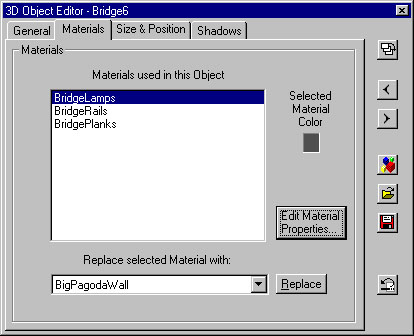 3D Object Editor - Bridge6
General Materials Size & Position Shadows
Materials
Materials used in this Object
BridgeLamps
BridgeRails
BridgePlanks
Selected
Material
Color
Edit Material
Properties...
Replace selected Material with:
BigPagodaWall
Replace